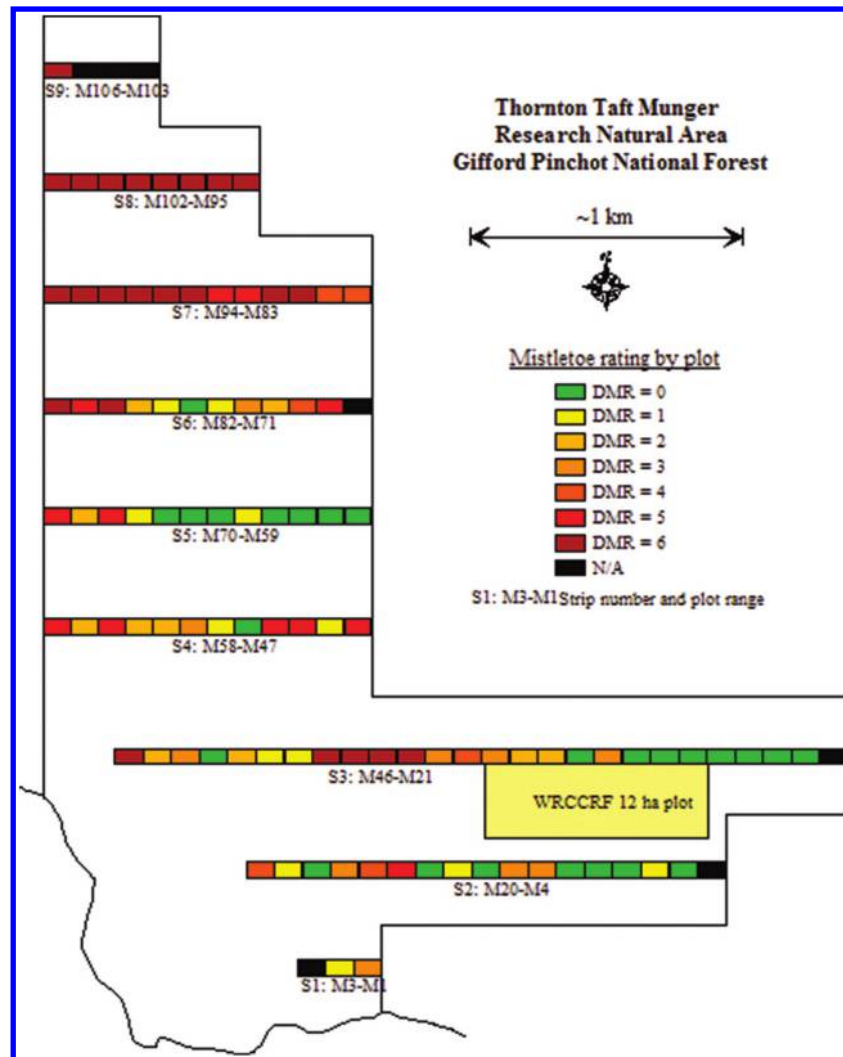 Thornton Taft Munger
Research Natural Area
Gifford Pinchot National Forest
~1 km
n
Mistletoe rating by plot
DMR = 0
DMR = 1
DMR = 2
DMR = 3
DMR = 4
DMR = 5
DMR = 6
N/A
S1: M3-M1Strip number and plot range
S9: M106-M103
S8: M102-M95
S7: M94-M83
S6: M82-M71
S5: M70-M59
S4: M58-M47
S3: M46-M21
WRCCRF 12 ha plot
S2: M20-M4
S1: M3-M1